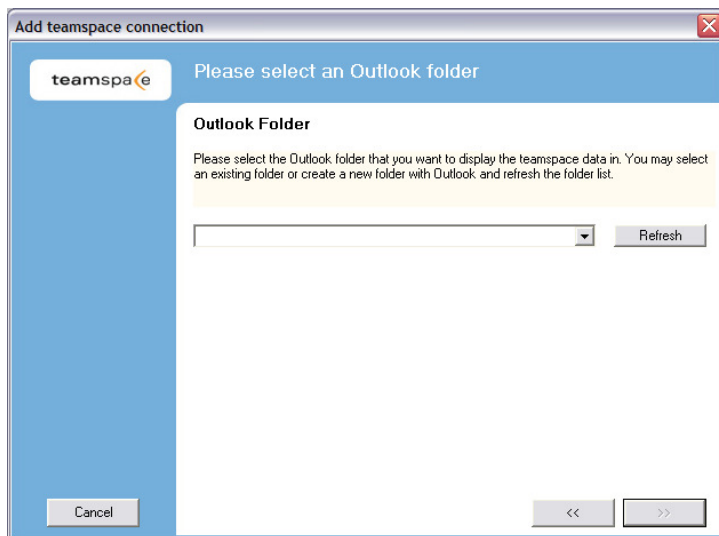 Add teamspace connection
teamspace
Please select an Outlook folder
Outlook Folder
Please select the Outlook folder that you want to display the teamspace data in. You may select
an existing folder or create a new folder with Outlook and refresh the folder list.
Refresh
Cancel
<<
>>